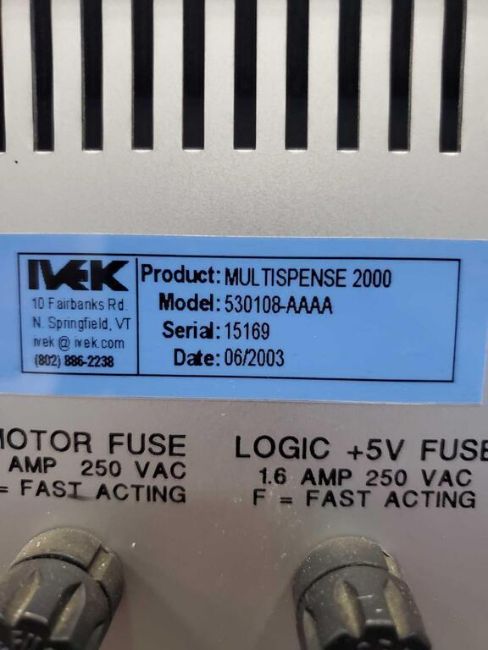 IVEK
10 Fairbanks Rd.
N. Springfield, VT
ivek @ ivek.com
(802) 886-2238
Product: MULTISPENSE 2000
Model: 530108-AAAA
Serial: 15169
Date: 06/2003
MOTOR FUSE
AMP 250 VAC
= FAST ACTING
LOGIC +5V FUSE
1.6 AMP 250 VAC
F = FAST ACTING